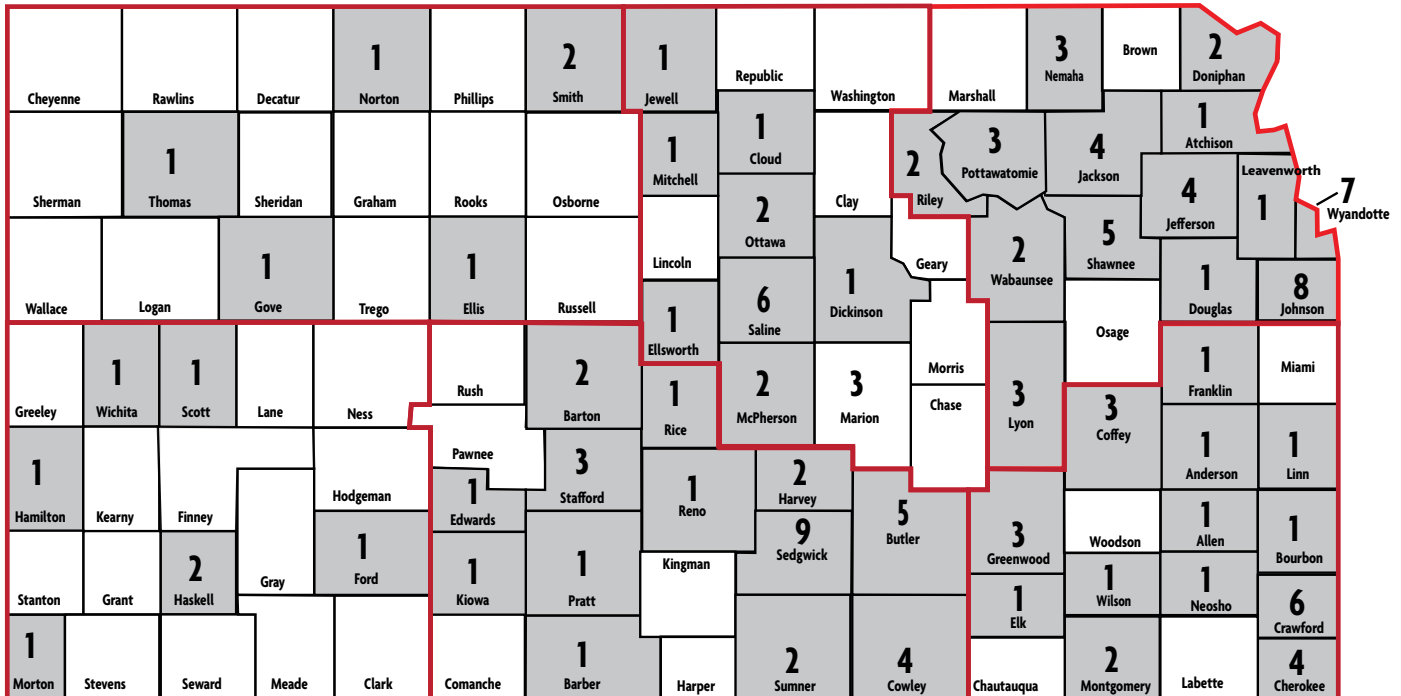 1
2
1
3
Brown
2
Republic
Nemaha
Doniphan
Cheyenne
Rawlins
Decatur
Norton
Phillips
Smith
Jewell
Washington
Marshall
1
1
1
1
Cloud
2
3
Pottawatomie
4
Jackson
1
Atchison
Mitchell
Leavenworth
Sherman
Thomas
Sheridan
Graham
Rooks
Osborne
2
Ottawa
Clay
Riley
4
Jefferson
1
7
Wyandotte
Lincoln
Geary
2
Wabaunsee
5
Shawnee
1
1
6
Saline
1
Dickinson
1
Douglas
8
Johnson
Wallace
Logan
Gove
Trego
Ellis
Russell
1
Ellsworth
Osage
1
1
Rush
2
2
McPherson
3
Marion
Morris
Chase
3
Lyon
1
Franklin
Miami
Greeley
Wichita
Scott
Lane
Ness
Barton
1
Rice
3
Coffey
1
Hamilton
Kearny
Finney
Hodgeman
Pawnee
1
Edwards
3
Stafford
1
Reno
2
Harvey
5
Butler
1
Anderson
1
Linn
9
Sedgwick
3
Greenwood
Woodson
1
Allen
1
Bourbon
Stanton
Grant
2
Haskell
Gray
1
Ford
1
Kiowa
1
Pratt
Kingman
1
Elk
1
Wilson
1
Neosho
6
Crawford
1
Morton
Stevens
Seward
Meade
Clark
Comanche
1
Barber
Harper
2
Sumner
4
Cowley
Chautauqua
2
Montgomery
Labette
4
Cherokee